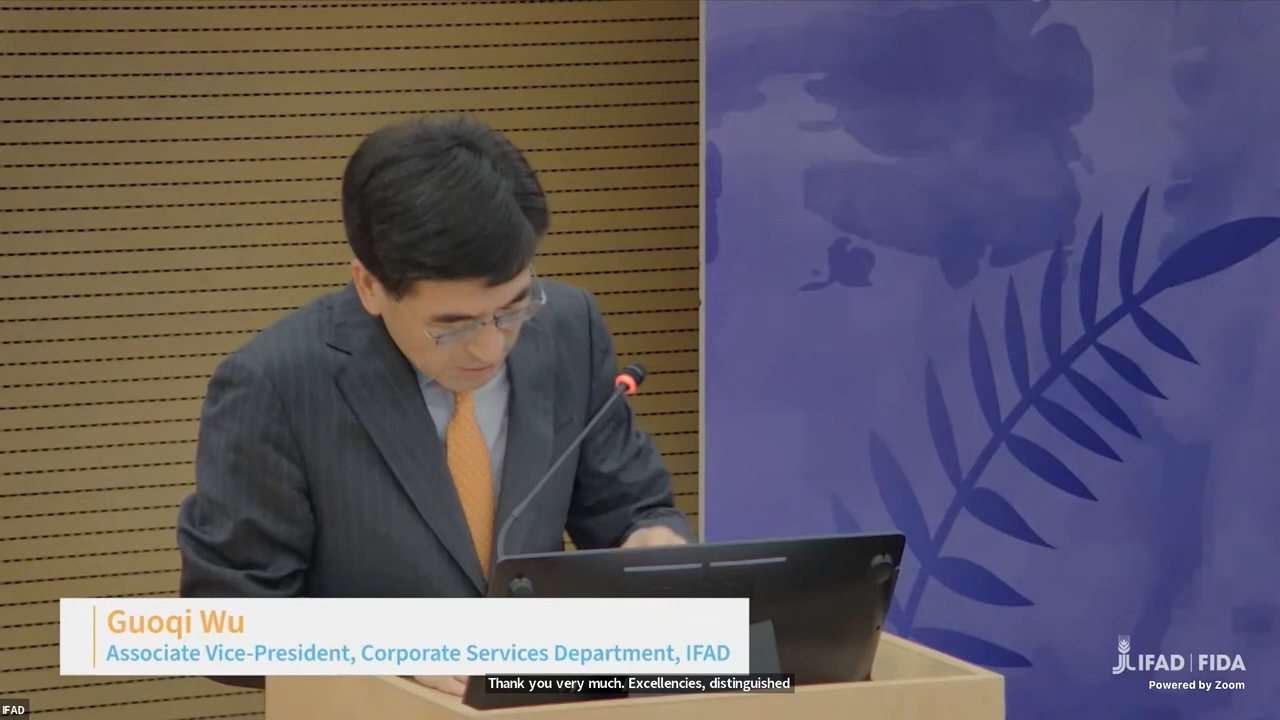 Guoqi Wu
Associate Vice-President, Corporate Services Department, IFAD
Thank you very much. Excellencies, distinguished
IFAD | FIDA
Powered by Zoom
IFAD